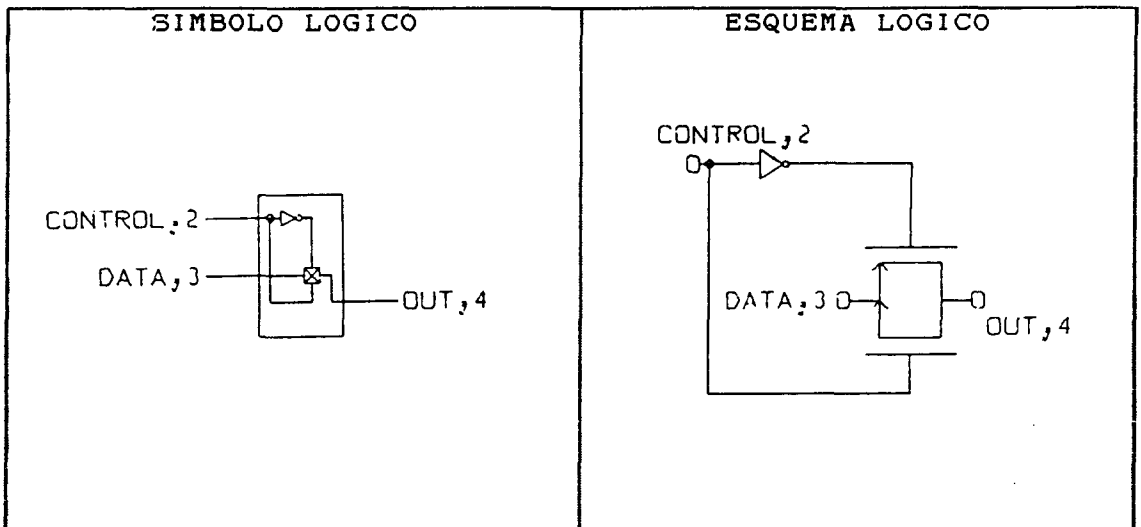 SIMBOLO LOGICO
CONTROL,2
DATA,3
OUT,4
ESQUEMA LOGICO
CONTROL,2
DATA,3
OUT,4